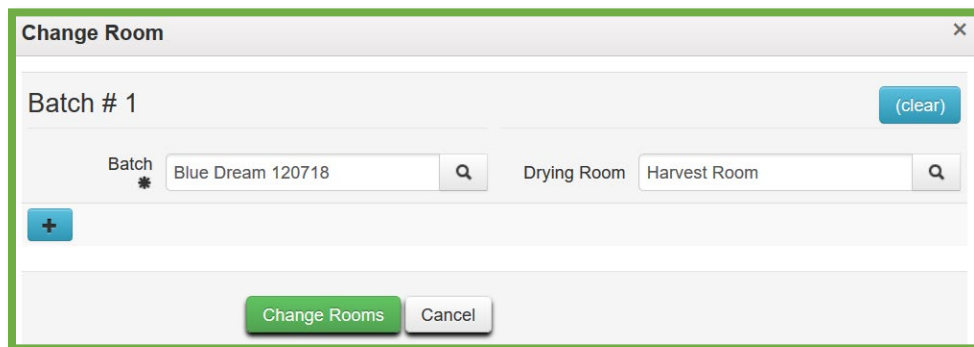 Change Room ×
Batch # 1 (clear)
Batch Blue Dream 120718 Drying Room Harvest Room
Change Rooms Cancel